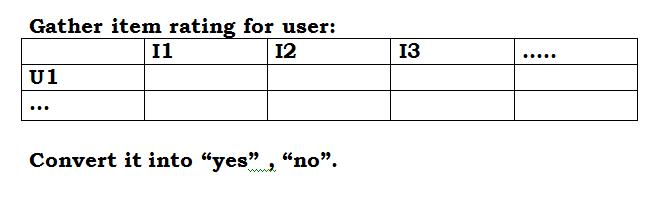 Gather item rating for user:
I1 I2 I3 .....
U1
...
Convert it into “yes” , “no”.